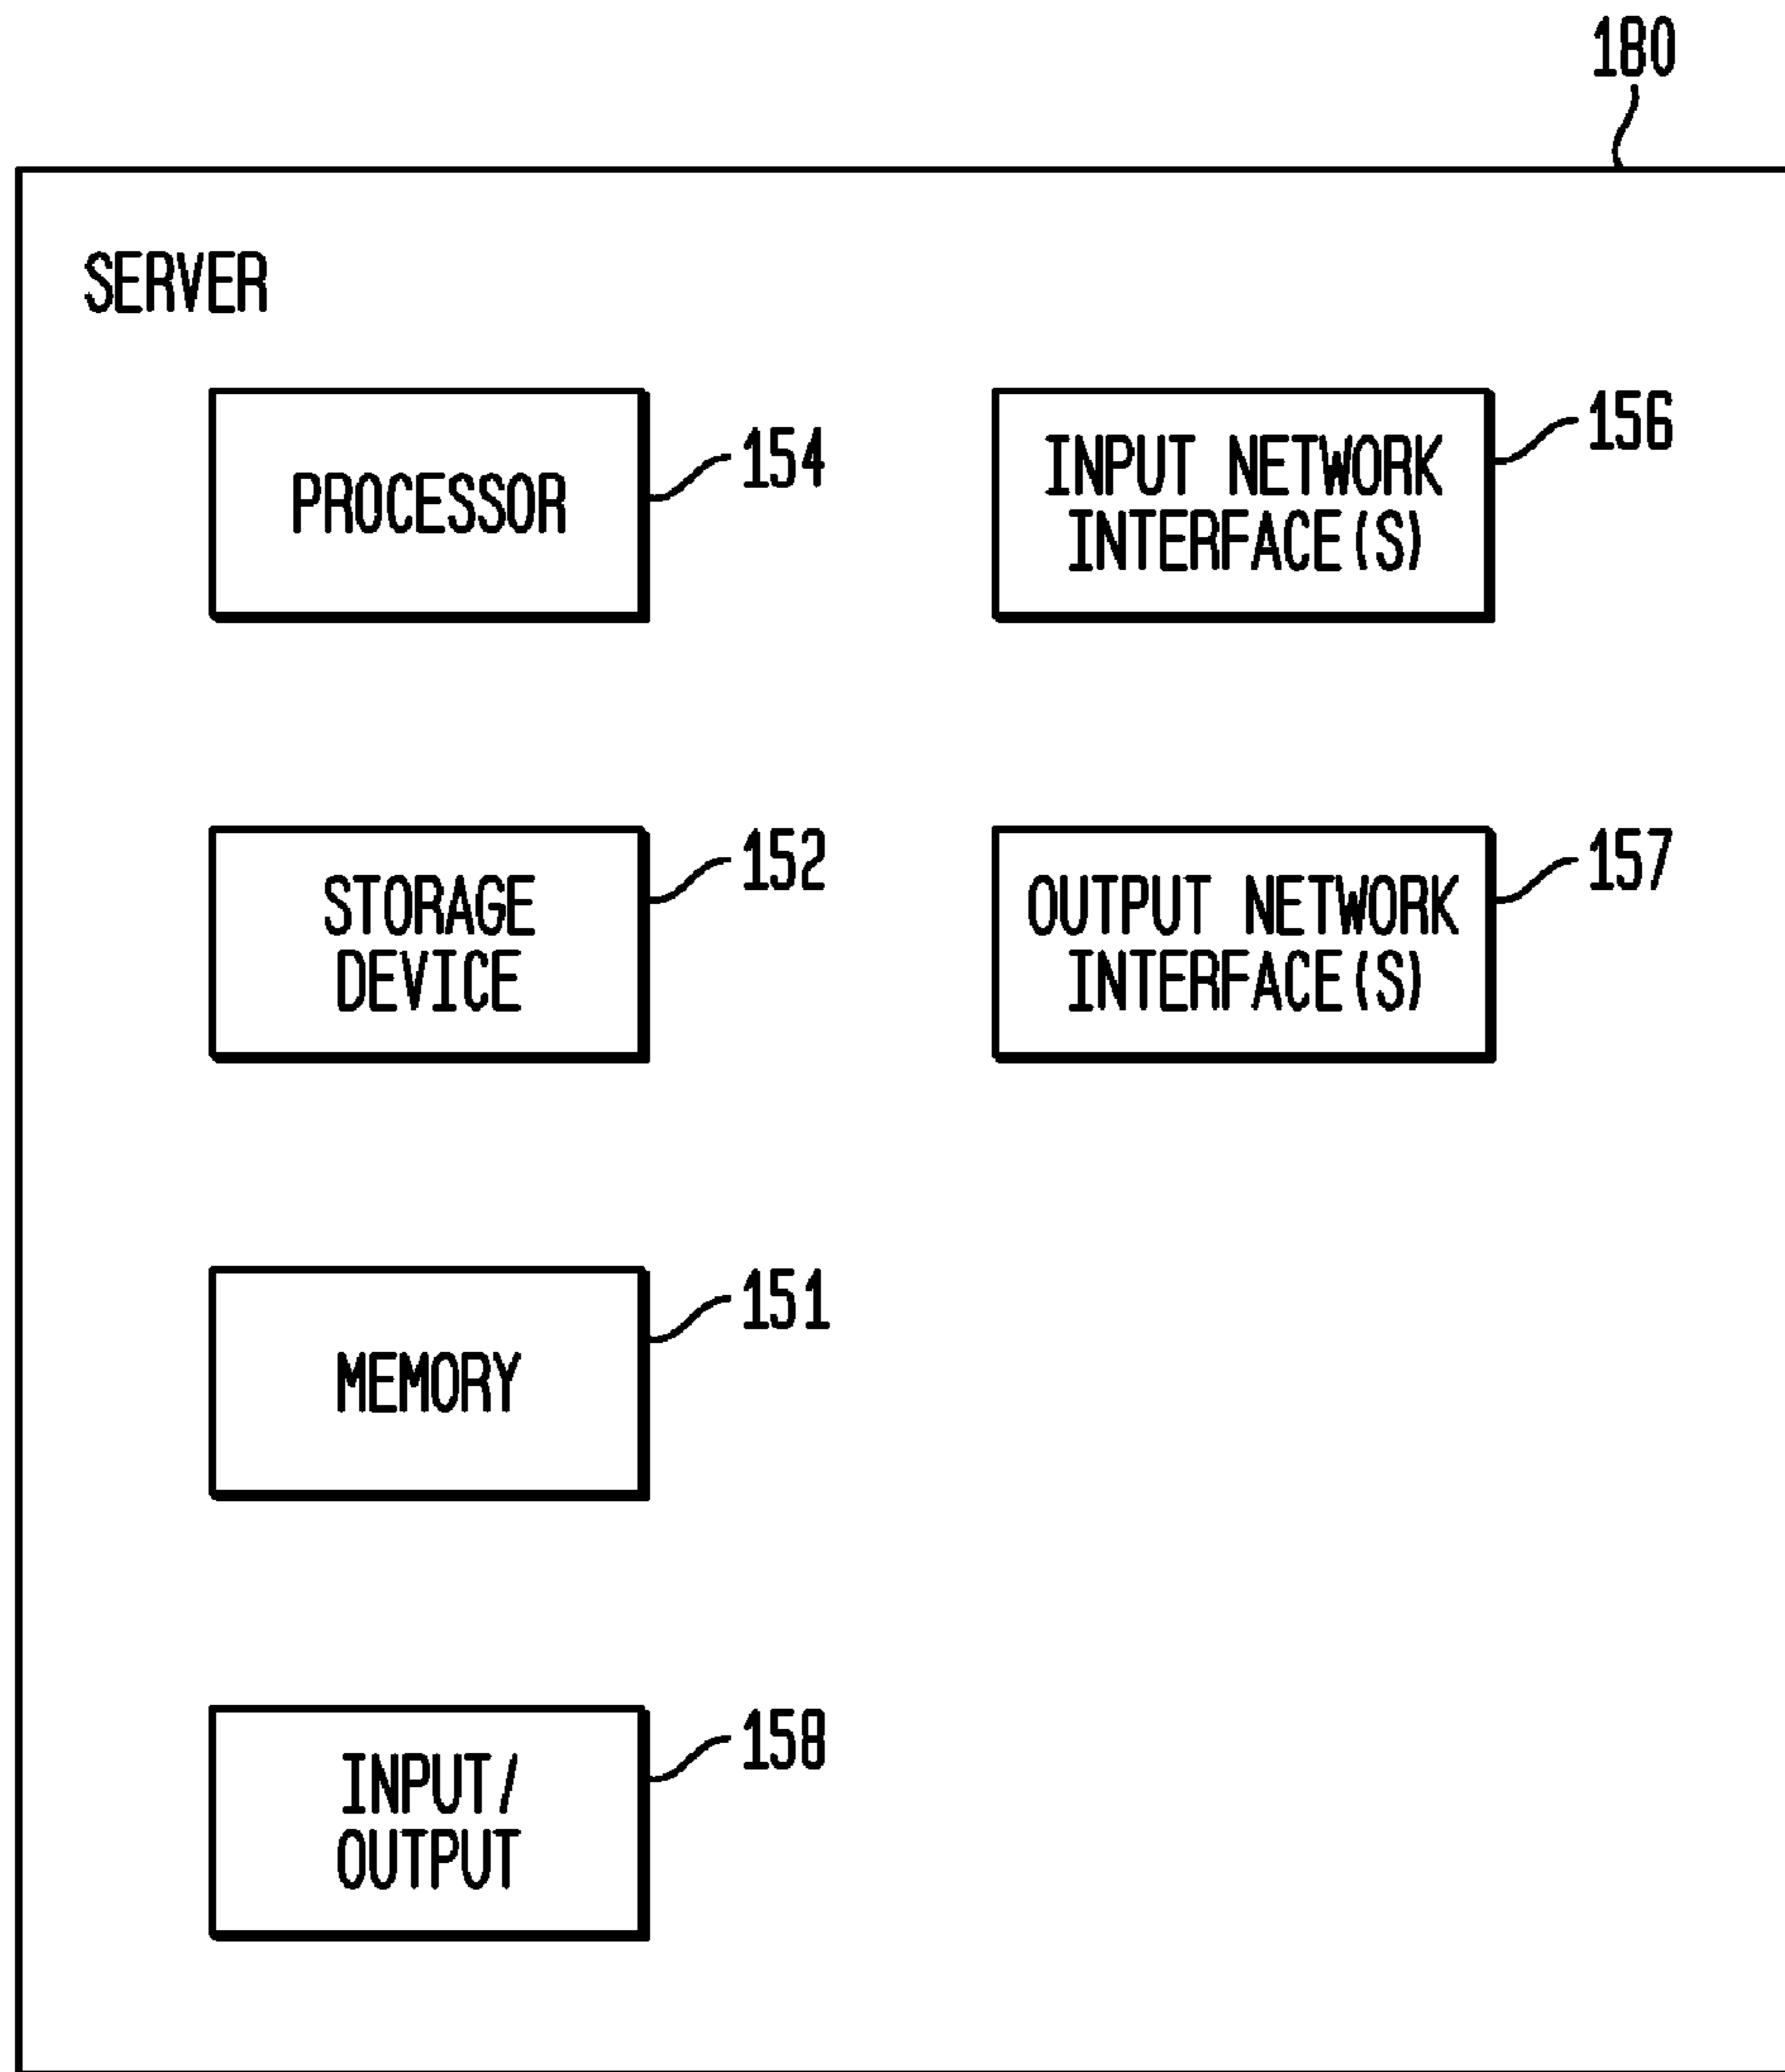 180
SERVER
PROCESSOR
154
INPUT NETWORK
INTERFACE(S)
156
STORAGE
DEVICE
152
OUTPUT NETWORK
INTERFACE(S)
157
MEMORY
151
INPUT/
OUTPUT
158